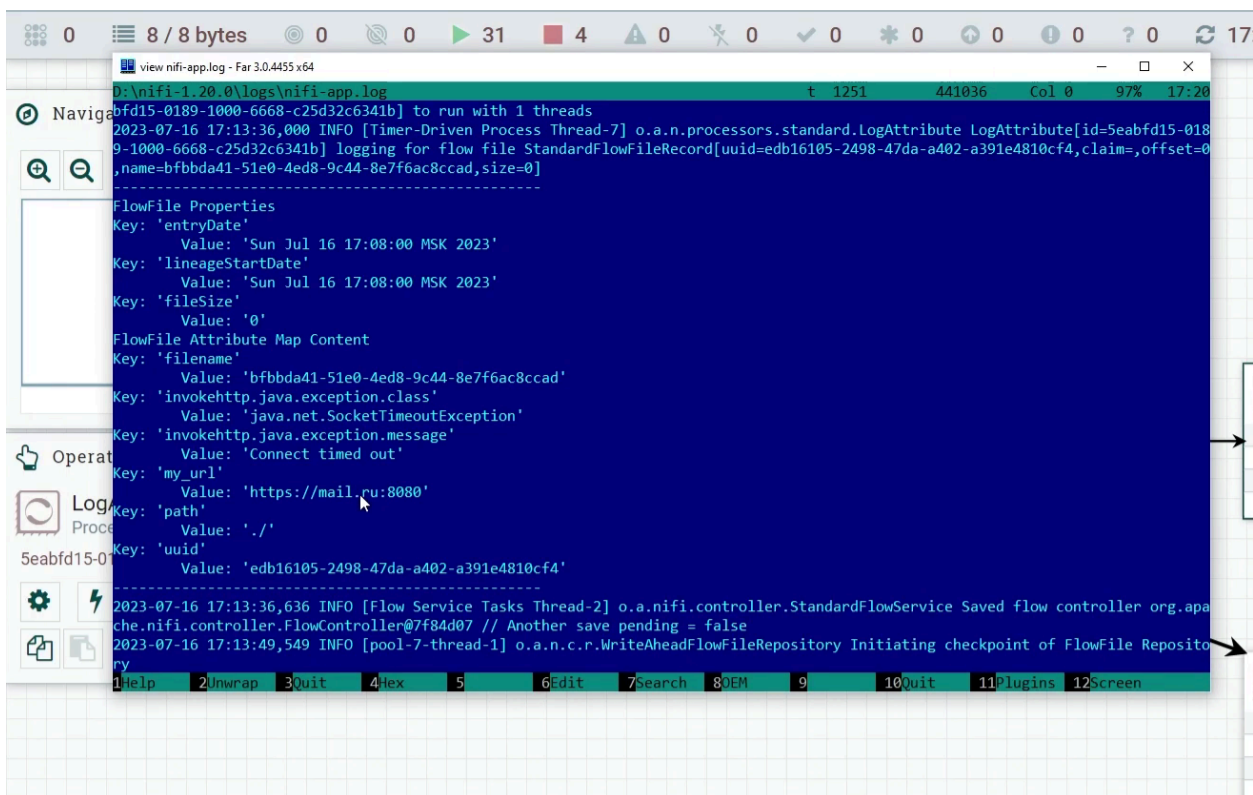 0 8 / 8 bytes 0 0 31 4 0 0 0 0 0 0 0 17
view nifi-app.log - Far 3.0.4455 x64
D:\nifi-1.20.0\logs\nifi-app.log t 1251 441036 Col 0 97% 17:20
Naviga
bfd15-0189-1000-6668-c25d32c6341b] to run with 1 threads
2023-07-16 17:13:36,000 INFO [Timer-Driven Process Thread-7] o.a.n.processors.standard.LogAttribute LogAttribute[id=5eabfd15-018
9-1000-6668-c25d32c6341b] logging for flow file StandardFlowFileRecord[uuid=edb16105-2498-47da-a402-a391e4810cf4,claim=,offset=0
,name=bfbbda41-51e0-4ed8-9c44-8e7f6ac8ccad,size=0]
--------------------------------------------------
FlowFile Properties
Key: 'entryDate'
Value: 'Sun Jul 16 17:08:00 MSK 2023'
Key: 'lineageStartDate'
Value: 'Sun Jul 16 17:08:00 MSK 2023'
Key: 'fileSize'
Value: '0'
FlowFile Attribute Map Content
Key: 'filename'
Value: 'bfbbda41-51e0-4ed8-9c44-8e7f6ac8ccad'
Key: 'invokehttp.java.exception.class'
Value: 'java.net.SocketTimeoutException'
Key: 'invokehttp.java.exception.message'
Value: 'Connect timed out'
Key: 'my_url'
Value: 'https://mail.ru:8080'
Key: 'path'
Value: './'
Key: 'uuid'
Value: 'edb16105-2498-47da-a402-a391e4810cf4'
--------------------------------------------------
2023-07-16 17:13:36,636 INFO [Flow Service Tasks Thread-2] o.a.nifi.controller.StandardFlowService Saved flow controller org.apa
che.nifi.controller.FlowController@7f84d07 // Another save pending = false
2023-07-16 17:13:49,549 INFO [pool-7-thread-1] o.a.n.c.r.WriteAheadFlowFileRepository Initiating checkpoint of FlowFile Reposito
ry
1Help 2Unwrap 3Quit 4Hex 5 6Edit 7Search 8OEM 9 10Quit 11Plugins 12Screen
Operat
LogA
Proce
5eabfd15-01